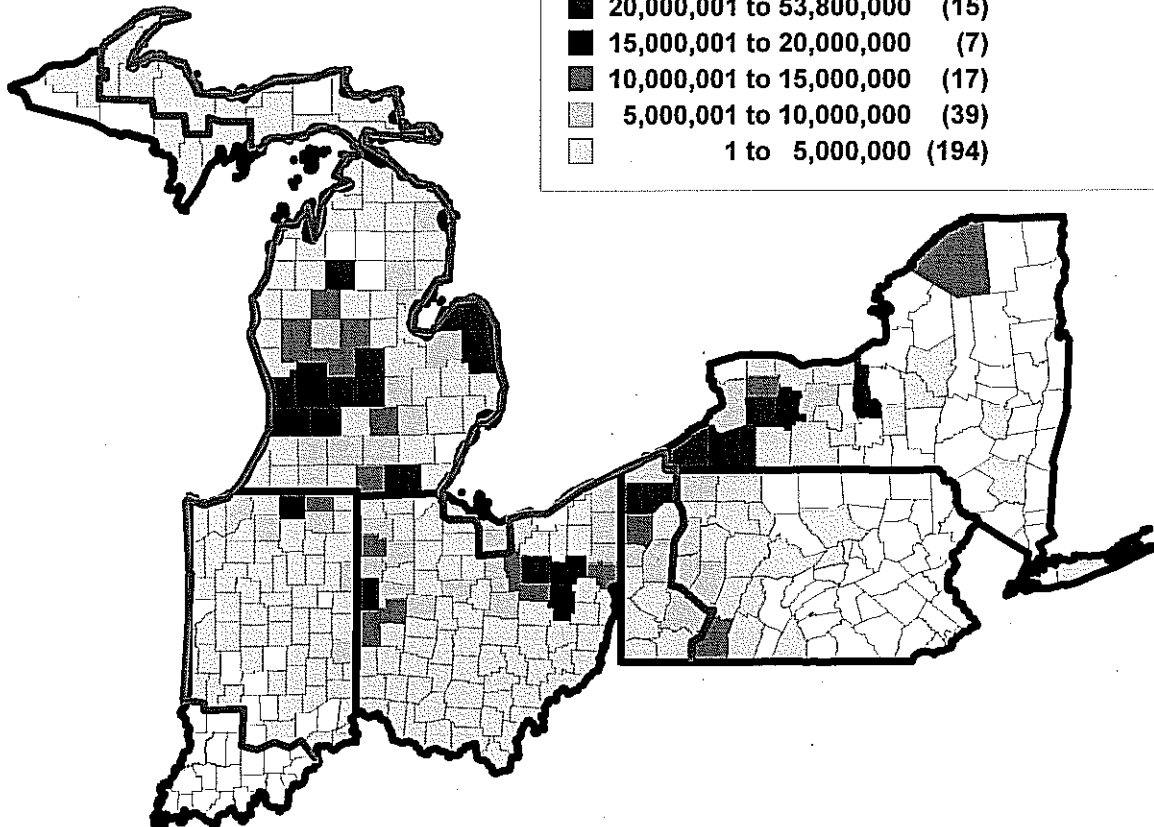 20,000,001 to 53,800,000 (15)
15,000,001 to 20,000,000 (7)
10,000,001 to 15,000,000 (17)
5,000,001 to 10,000,000 (39)
1 to 5,000,000 (194)